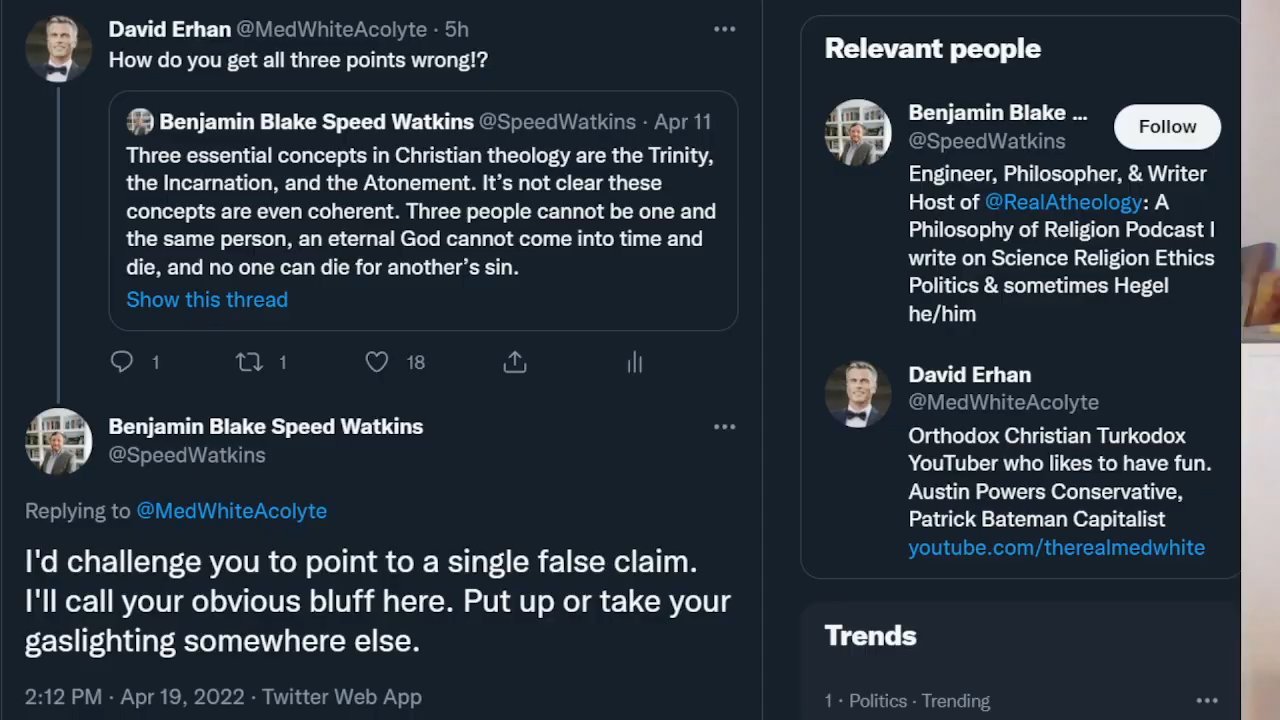 David Erhan @MedWhiteAcolyte · 5h
How do you get all three points wrong!?
Benjamin Blake Speed Watkins @SpeedWatkins · Apr 11
Three essential concepts in Christian theology are the Trinity,
the Incarnation, and the Atonement. It’s not clear these
concepts are even coherent. Three people cannot be one and
the same person, an eternal God cannot come into time and
die, and no one can die for another’s sin.
Show this thread
1 1 18
Benjamin Blake Speed Watkins
@SpeedWatkins
Replying to @MedWhiteAcolyte
I'd challenge you to point to a single false claim.
I'll call your obvious bluff here. Put up or take your
gaslighting somewhere else.
2:12 PM · Apr 19, 2022 · Twitter Web App
Relevant people
Benjamin Blake ...
Follow
@SpeedWatkins
Engineer, Philosopher, & Writer
Host of @RealAtheology: A
Philosophy of Religion Podcast I
write on Science Religion Ethics
Politics & sometimes Hegel
he/him
David Erhan
@MedWhiteAcolyte
Orthodox Christian Turkodox
YouTuber who likes to have fun.
Austin Powers Conservative,
Patrick Bateman Capitalist
youtube.com/therealmedwhite
Trends
1 · Politics · Trending